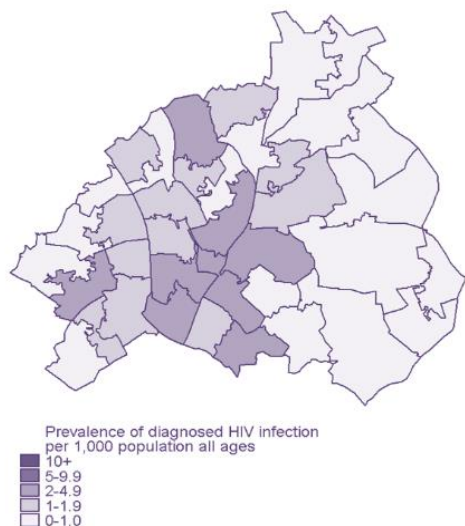 Prevalence of diagnosed HIV infection
per 1,000 population all ages
10+
5-9.9
2-4.9
1-1.9
0-1.0